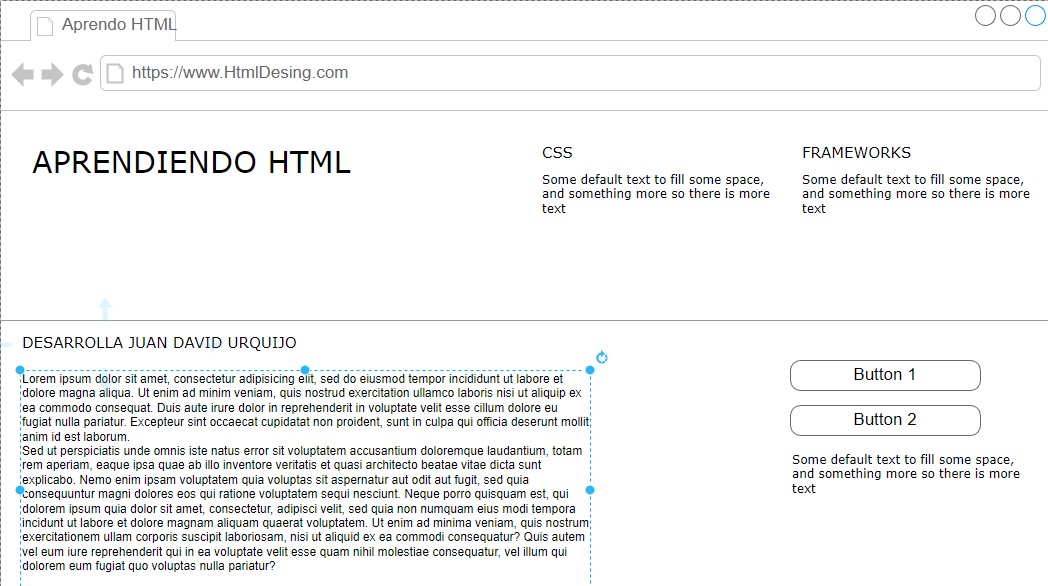 Aprendo HTML
https://www.HtmlDesing.com
APRENDIENDO HTML
CSS
Some default text to fill some space,
and something more so there is more
text
FRAMEWORKS
Some default text to fill some space,
and something more so there is more
text
DESARROLLA JUAN DAVID URQUIJO
Lorem ipsum dolor sit amet, consectetur adipisicing elit, sed do eiusmod tempor incididunt ut labore et
dolore magna aliqua. Ut enim ad minim veniam, quis nostrud exercitation ullamco laboris nisi ut aliquip ex
ea commodo consequat. Duis aute irure dolor in reprehenderit in voluptate velit esse cillum dolore eu
fugiat nulla pariatur. Excepteur sint occaecat cupidatat non proident, sunt in culpa qui officia deserunt mollit
anim id est laborum.
Sed ut perspiciatis unde omnis iste natus error sit voluptatem accusantium doloremque laudantium, totam
rem aperiam, eaque ipsa quae ab illo inventore veritatis et quasi architecto beatae vitae dicta sunt
explicabo. Nemo enim ipsam voluptatem quia voluptas sit aspernatur aut odit aut fugit, sed quia
consequuntur magni dolores eos qui ratione voluptatem sequi nesciunt. Neque porro quisquam est, qui
dolorem ipsum quia dolor sit amet, consectetur, adipisci velit, sed quia non numquam eius modi tempora
incidunt ut labore et dolore magnam aliquam quaerat voluptatem. Ut enim ad minima veniam, quis nostrum
exercitationem ullam corporis suscipit laboriosam, nisi ut aliquid ex ea commodi consequatur? Quis autem
vel eum iure reprehenderit qui in ea voluptate velit esse quam nihil molestiae consequatur, vel illum qui
dolorem eum fugiat quo voluptas nulla pariatur?
Button 1
Button 2
Some default text to fill some space,
and something more so there is more
text